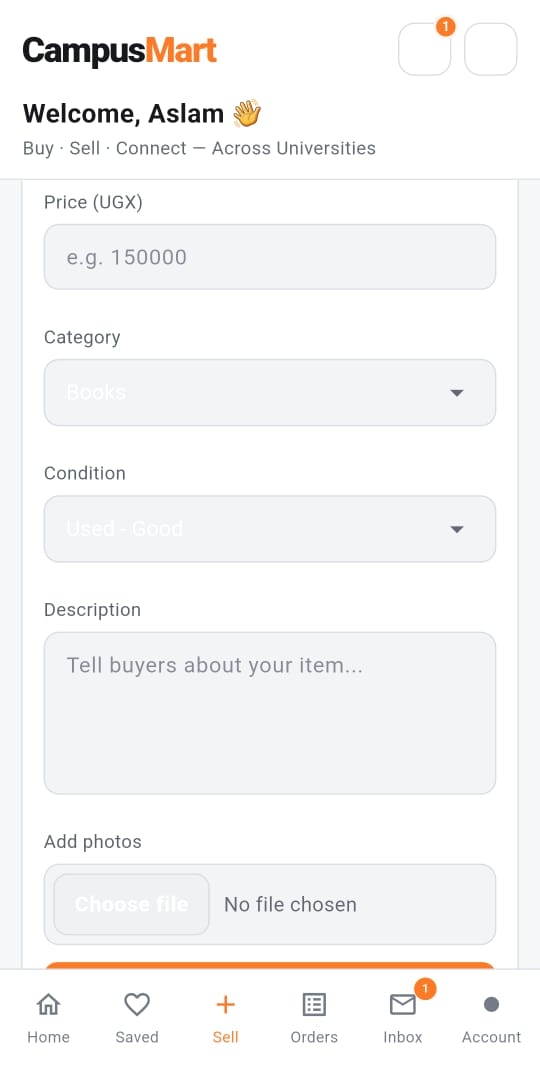 CampusMart
1
Welcome, Aslam 👋
Buy · Sell · Connect — Across Universities
Price (UGX)
e.g. 150000
Category
Books
Condition
Used - Good
Description
Tell buyers about your item...
Add photos
Choose file No file chosen
1
Home Saved Sell Orders Inbox Account